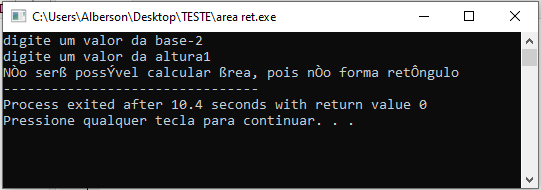 C:\Users\Alberson\Desktop\TESTE\area ret.exe
digite um valor da base-2
digite um valor da altura1
NÒo serß possÝvel calcular ßrea, pois nÒo forma retÔngulo
--------------------------------
Process exited after 10.4 seconds with return value 0
Pressione qualquer tecla para continuar. . .